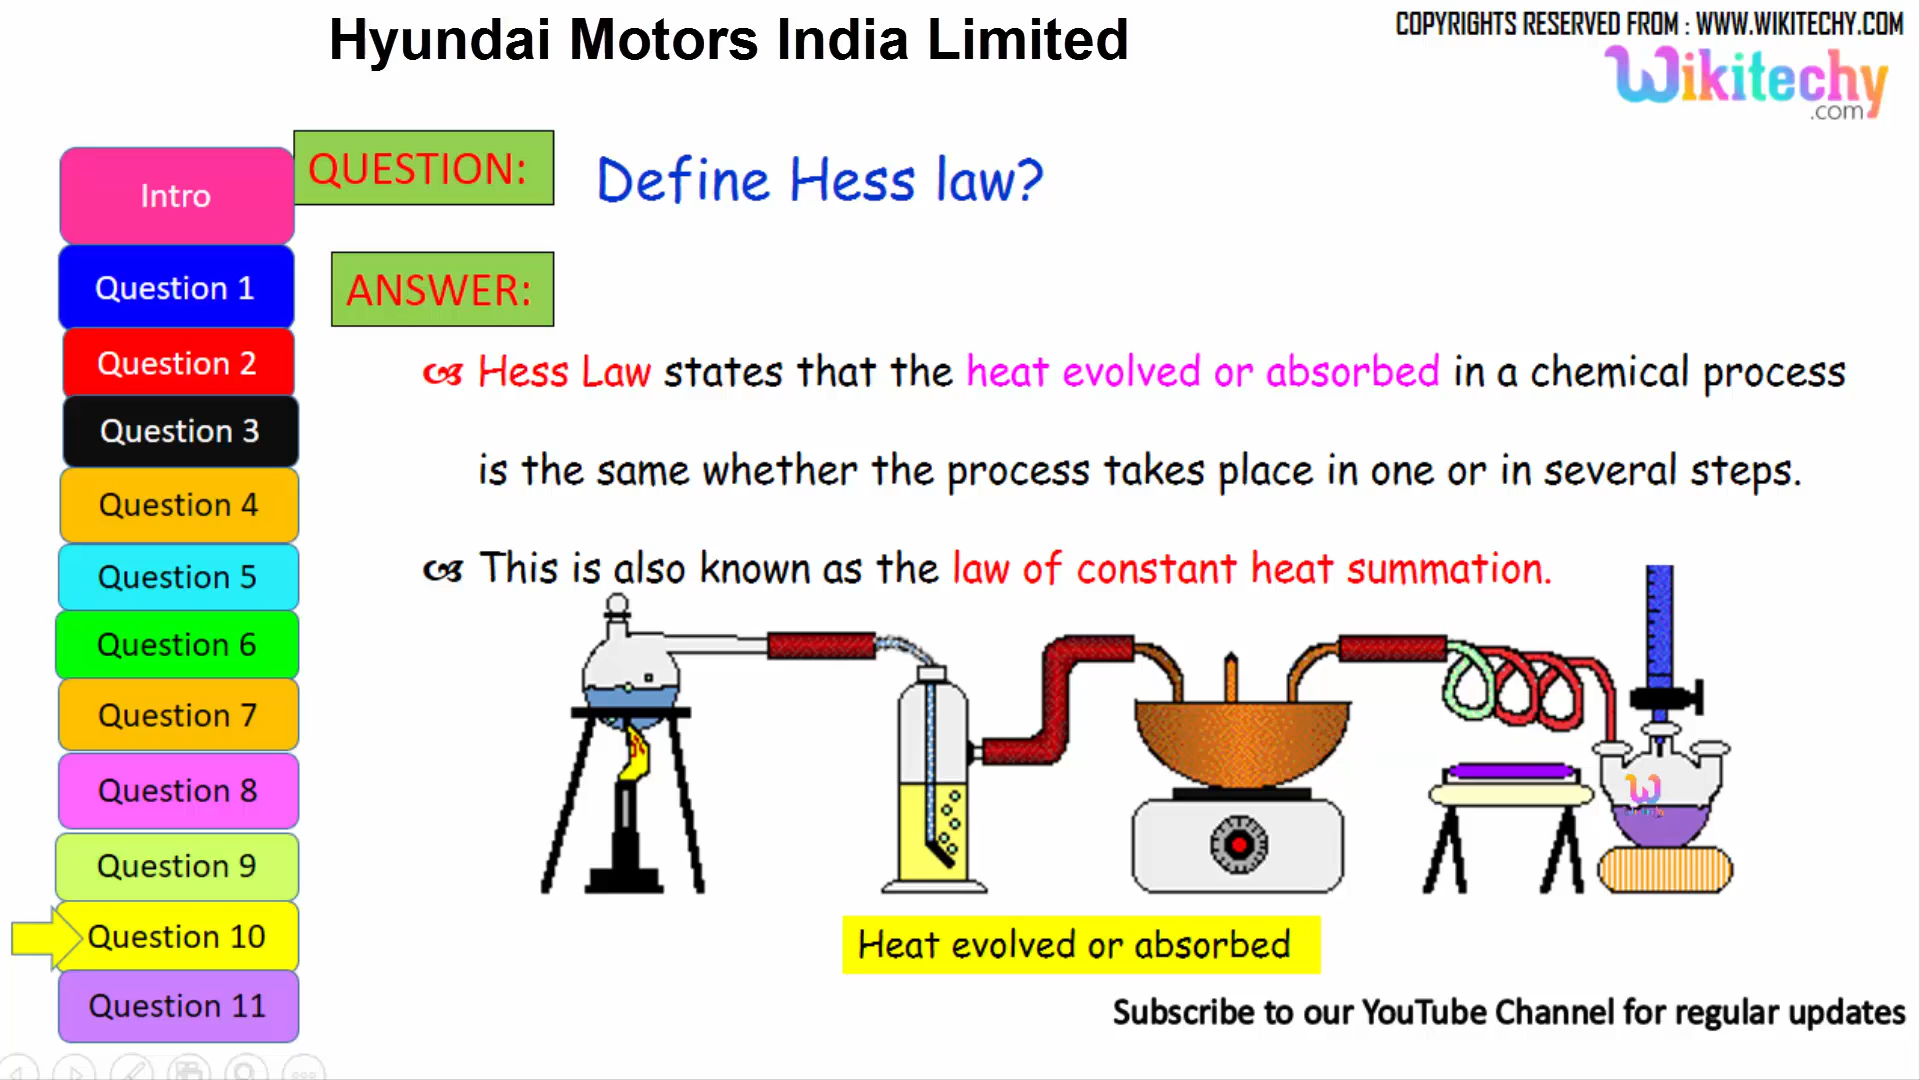 Hyundai Motors India Limited
COPYRIGHTS RESERVED FROM : WWW.WIKITECHY.COM
Wikitechy
.com
QUESTION:
Define Hess law?
ANSWER:
Hess Law states that the heat evolved or absorbed in a chemical process
is the same whether the process takes place in one or in several steps.
This is also known as the law of constant heat summation.
Heat evolved or absorbed
Intro
Question 1
Question 2
Question 3
Question 4
Question 5
Question 6
Question 7
Question 8
Question 9
Question 10
Question 11
Subscribe to our YouTube Channel for regular updates